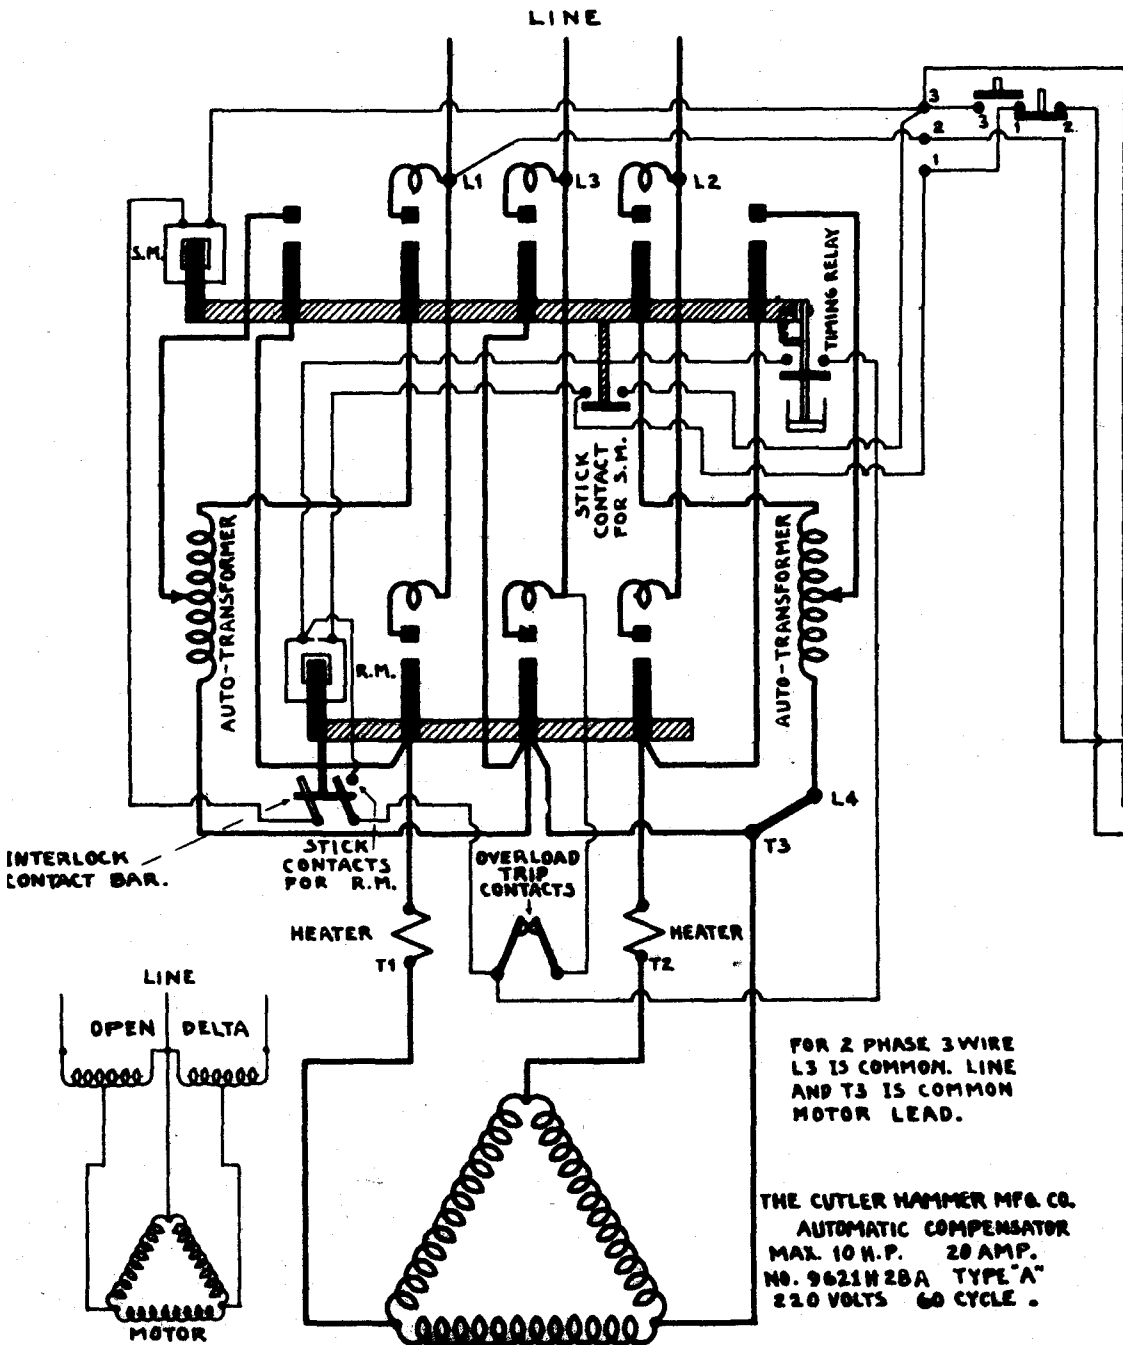 LINE
3
3
1
2
2
1
L1
L3
L2
S.M.
TIMING RELAY
STICK
CONTACT
FOR S.M.
AUTO-TRANSFORMER
AUTO-TRANSFORMER
R.M.
L4
T3
INTERLOCK
CONTACT BAR.
STICK
CONTACTS
FOR R.M.
OVERLOAD
TRIP
CONTACTS
HEATER
HEATER
T1
T2
LINE
OPEN DELTA
MOTOR
FOR 2 PHASE 3 WIRE
L3 IS COMMON. LINE
AND T3 IS COMMON
MOTOR LEAD.
THE CUTLER HAMMER MFG. CO.
AUTOMATIC COMPENSATOR
MAX. 10 H.P. 20 AMP.
NO. 9621H2BA TYPE "A"
220 VOLTS 60 CYCLE.